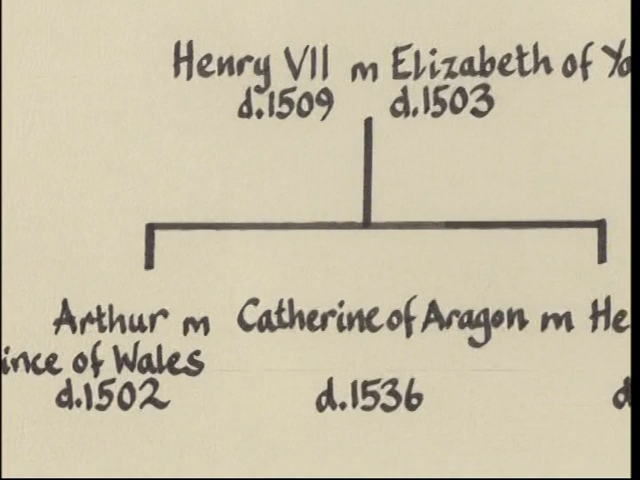 Henry VII m Elizabeth of Yo
d.1509 d.1503
Arthur m Catherine of Aragon m He
ince of Wales
d.1502 d.1536 d